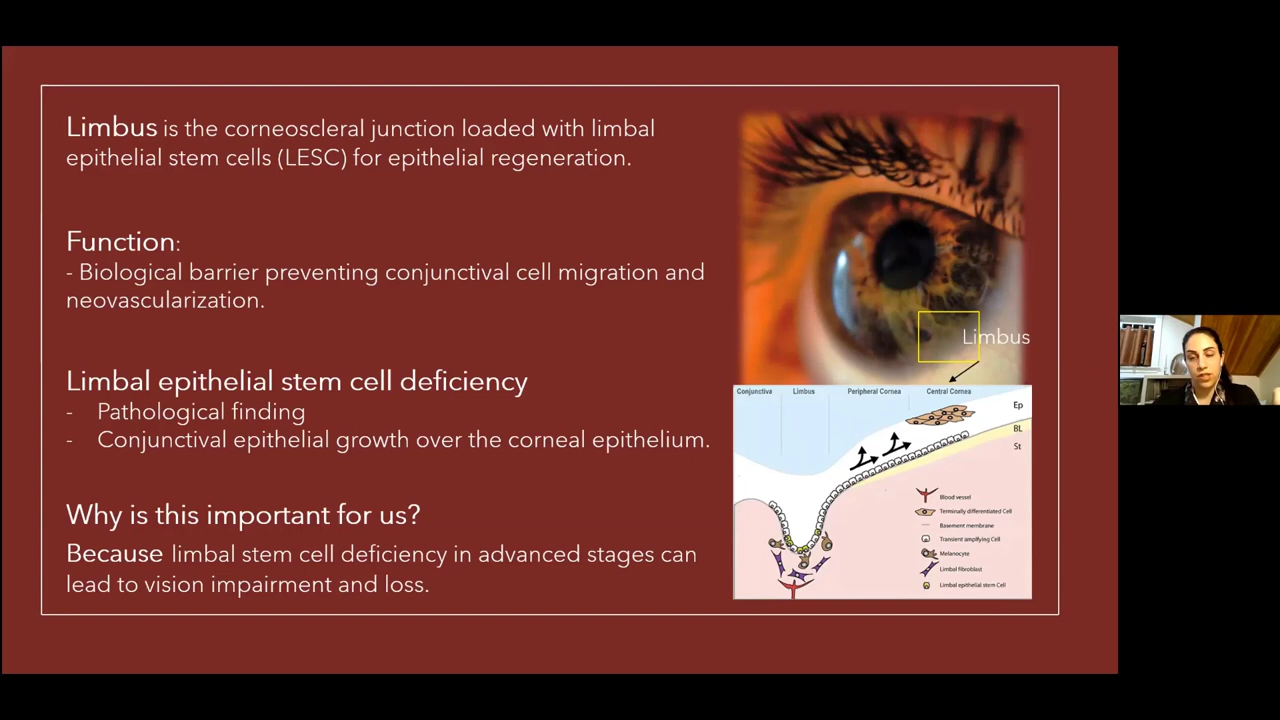 Limbus is the corneoscleral junction loaded with limbal
epithelial stem cells (LESC) for epithelial regeneration.
Function:
- Biological barrier preventing conjunctival cell migration and
neovascularization.
Limbal epithelial stem cell deficiency
- Pathological finding
- Conjunctival epithelial growth over the corneal epithelium.
Why is this important for us?
Because limbal stem cell deficiency in advanced stages can
lead to vision impairment and loss.
Limbus
Conjunctiva Limbus Peripheral Cornea Central Cornea
Ep
BL
St
Blood vessel
Terminally differentiated Cell
Basement membrane
Transient amplfying Cell
Melanocyte
Limbal fibroblast
Limbal epithelial stem Cell